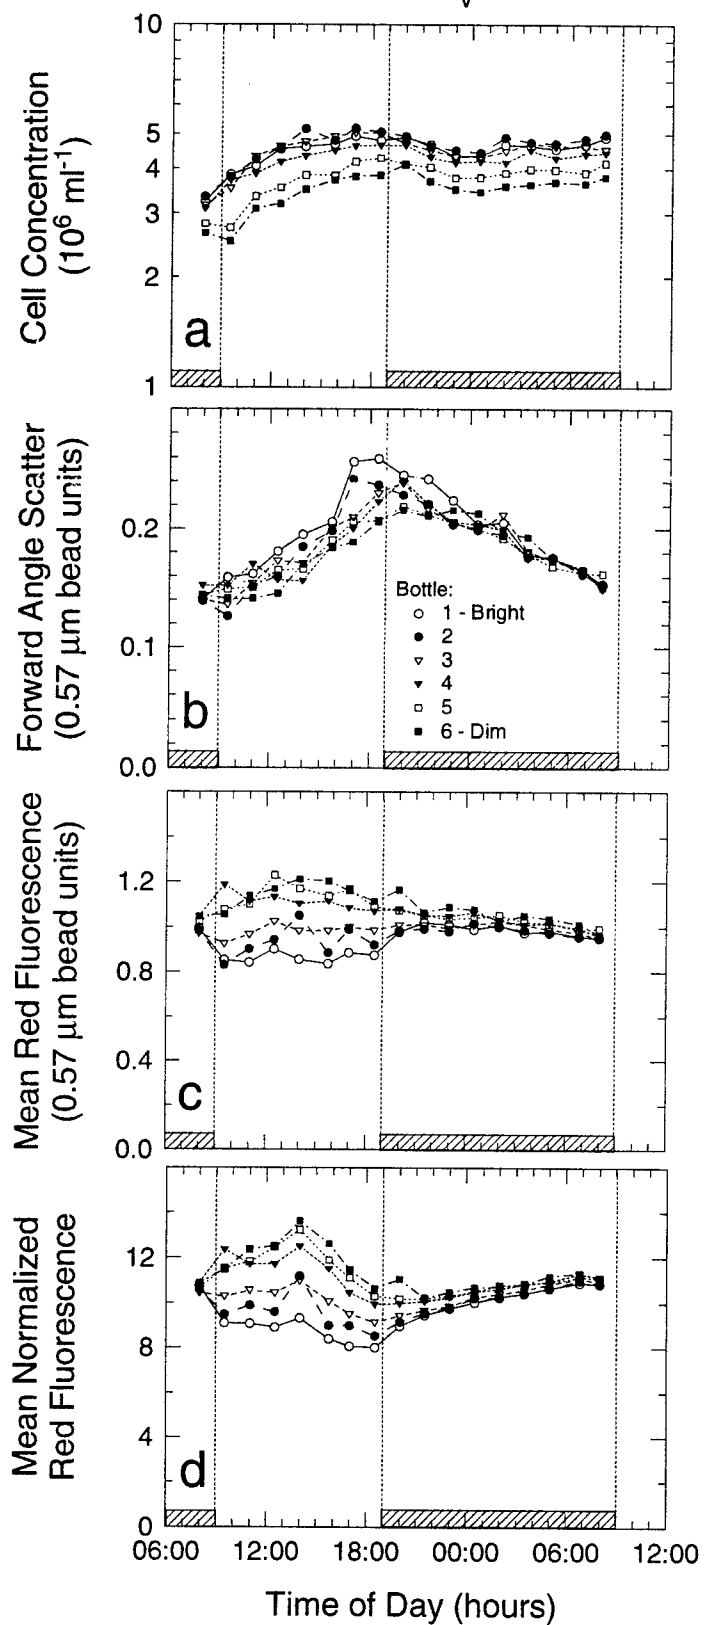 10
5
4
3
2
1
Cell Concentration
(10⁶ ml⁻¹)
a
0.2
0.1
0.0
Forward Angle Scatter
(0.57 µm bead units)
Bottle:
1 - Bright
2
3
4
5
6 - Dim
b
1.2
0.8
0.4
0.0
Mean Red Fluorescence
(0.57 µm bead units)
c
12
8
4
0
Mean Normalized
Red Fluorescence
d
06:00 12:00 18:00 00:00 06:00 12:00
Time of Day (hours)